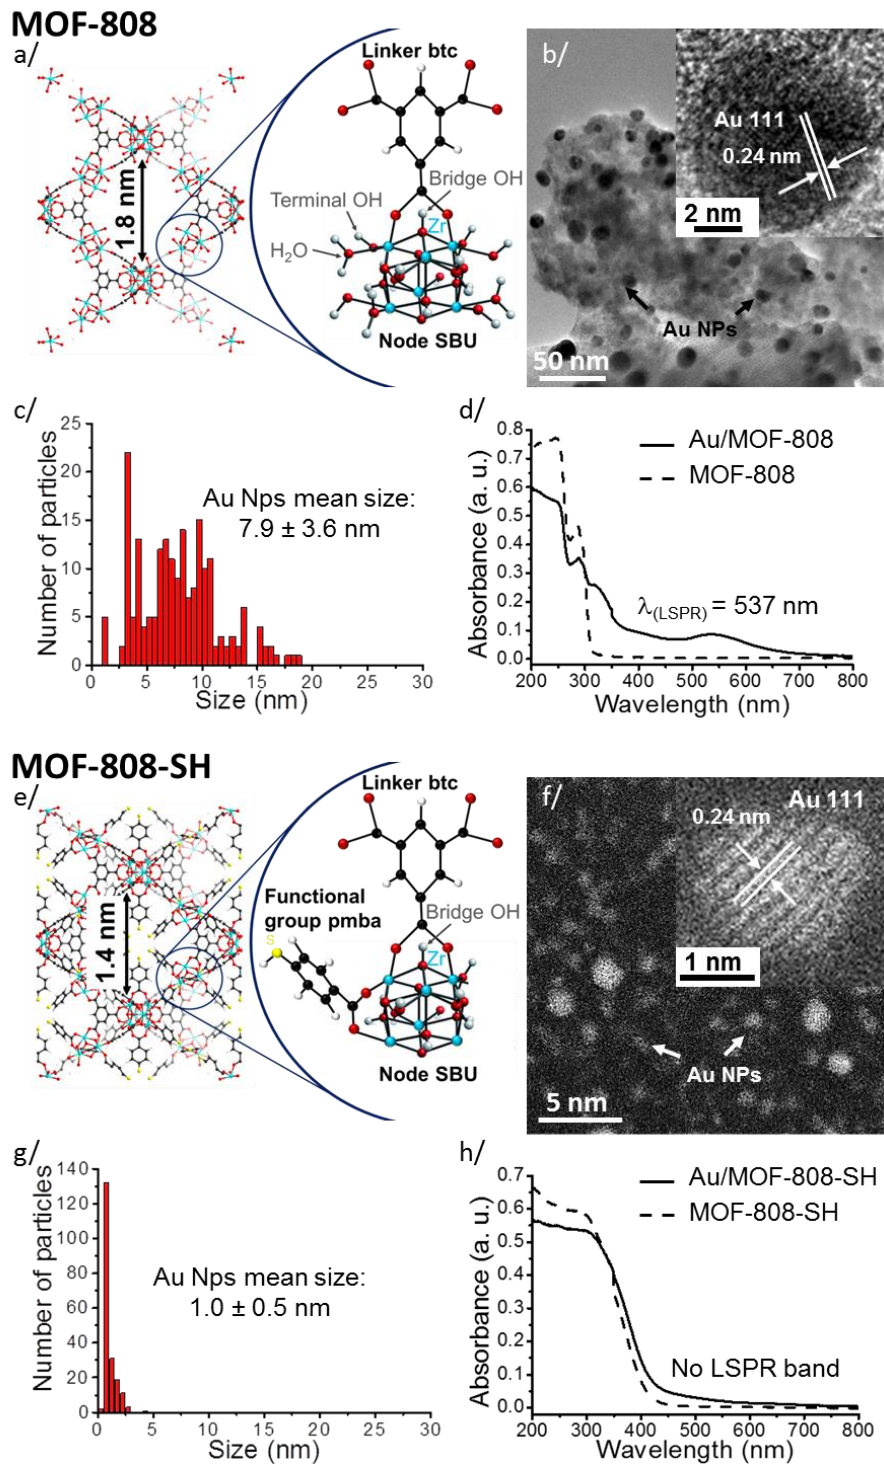 MOF-808
a/
1.8 nm
Linker btc
Terminal OH
Bridge OH
Zr
H₂O
Node SBU
b/
Au 111
0.24 nm
2 nm
Au NPs
50 nm
c/
Number of particles
25
20
15
10
5
0
Au Nps mean size:
7.9 ± 3.6 nm
0 5 10 15 20 25 30
Size (nm)
d/
Absorbance (a. u.)
0.8
0.7
0.6
0.5
0.4
0.3
0.2
0.1
0.0
Au/MOF-808
MOF-808
λ(LSPR) = 537 nm
200 300 400 500 600 700 800
Wavelength (nm)
MOF-808-SH
e/
1.4 nm
Linker btc
Functional
group pmba
S
Bridge OH
Zr
Node SBU
f/
Au 111
0.24 nm
1 nm
Au NPs
5 nm
g/
Number of particles
140
120
100
80
60
40
20
0
Au Nps mean size:
1.0 ± 0.5 nm
0 5 10 15 20 25 30
Size (nm)
h/
Absorbance (a. u.)
0.7
0.6
0.5
0.4
0.3
0.2
0.1
0.0
Au/MOF-808-SH
MOF-808-SH
No LSPR band
200 300 400 500 600 700 800
Wavelength (nm)